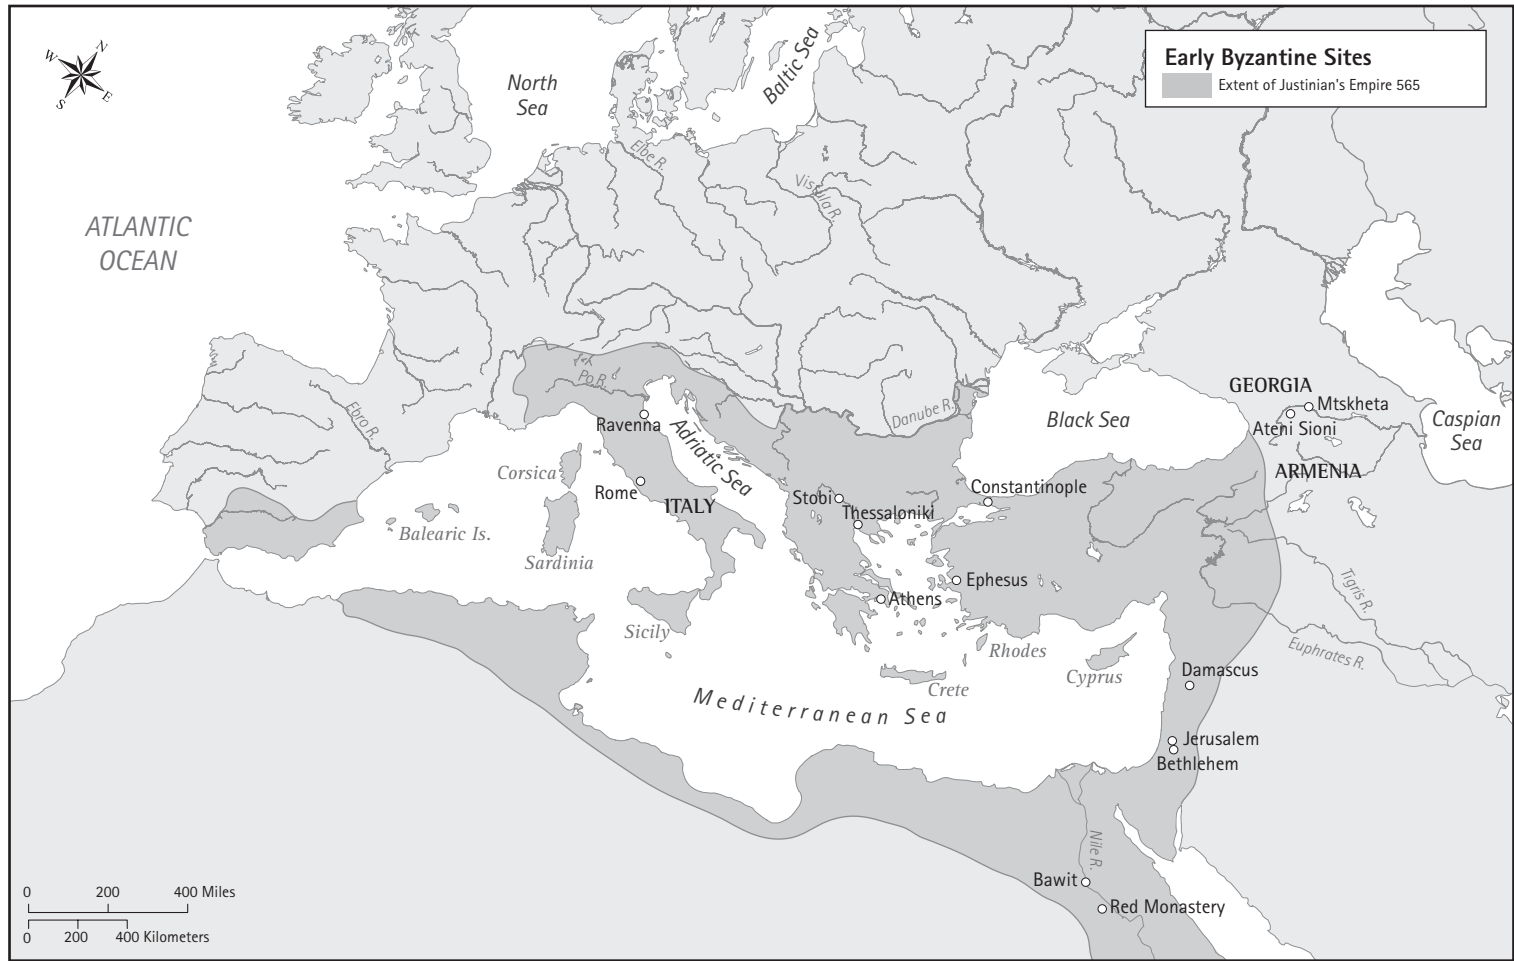 N
W
E
S
Early Byzantine Sites
Extent of Justinian's Empire 565
North
Sea
Baltic Sea
Elbe R.
Vistula R.
ATLANTIC
OCEAN
Po R.
Ebro R.
Danube R.
Black Sea
GEORGIA
Mtskheta
Ateni Sioni
Caspian
Sea
ARMENIA
Ravenna
Adriatic Sea
Corsica
Rome
ITALY
Stobi
Thessaloniki
Constantinople
Balearic Is.
Sardinia
Ephesus
Athens
Tigris R.
Sicily
Rhodes
Euphrates R.
Crete
Cyprus
Damascus
Mediterranean Sea
Jerusalem
Bethlehem
Nile R.
Bawit
Red Monastery
0 200 400 Miles
0 200 400 Kilometers